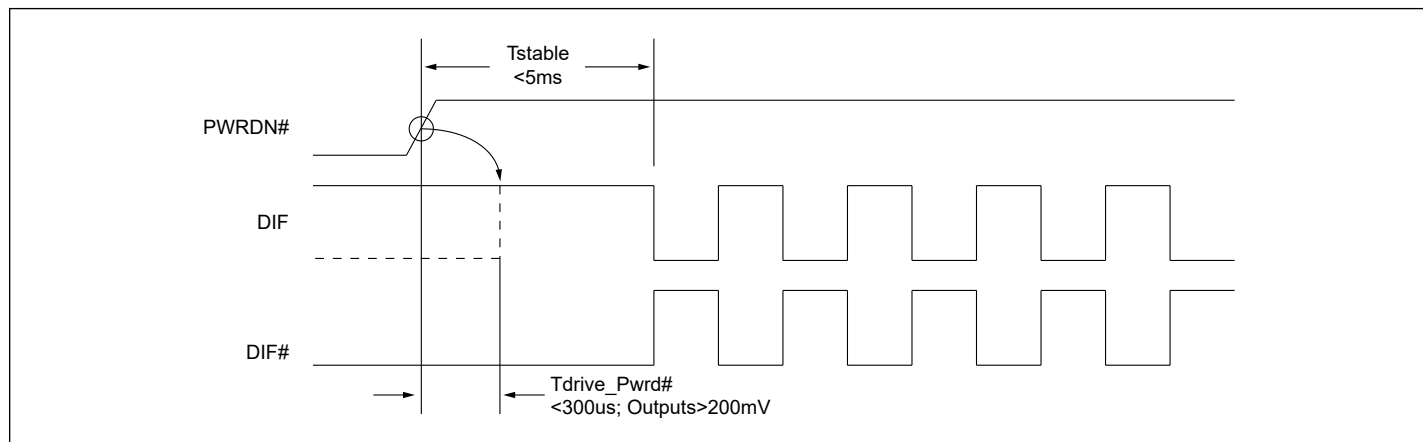 Tstable
<5ms
PWRDN#
DIF
DIF#
Tdrive_Pwrd#
<300us; Outputs>200mV